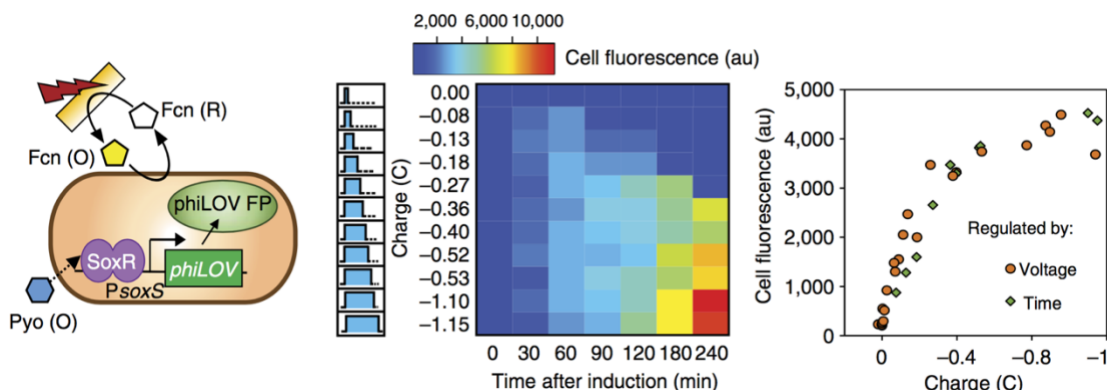 Fcn (R)
Fcn (O)
phiLOV FP
SoxR
phiLOV
PsoxS
Pyo (O)
2,000 6,000 10,000
Cell fluorescence (au)
Charge (C)
0.00
−0.08
−0.13
−0.18
−0.27
−0.36
−0.40
−0.52
−0.53
−1.10
−1.15
0 30 60 90 120 180 240
Time after induction (min)
Cell fluorescence (au)
5,000
4,000
3,000
2,000
1,000
0
Regulated by:
Voltage
Time
0 −0.4 −0.8 −1
Charge (C)